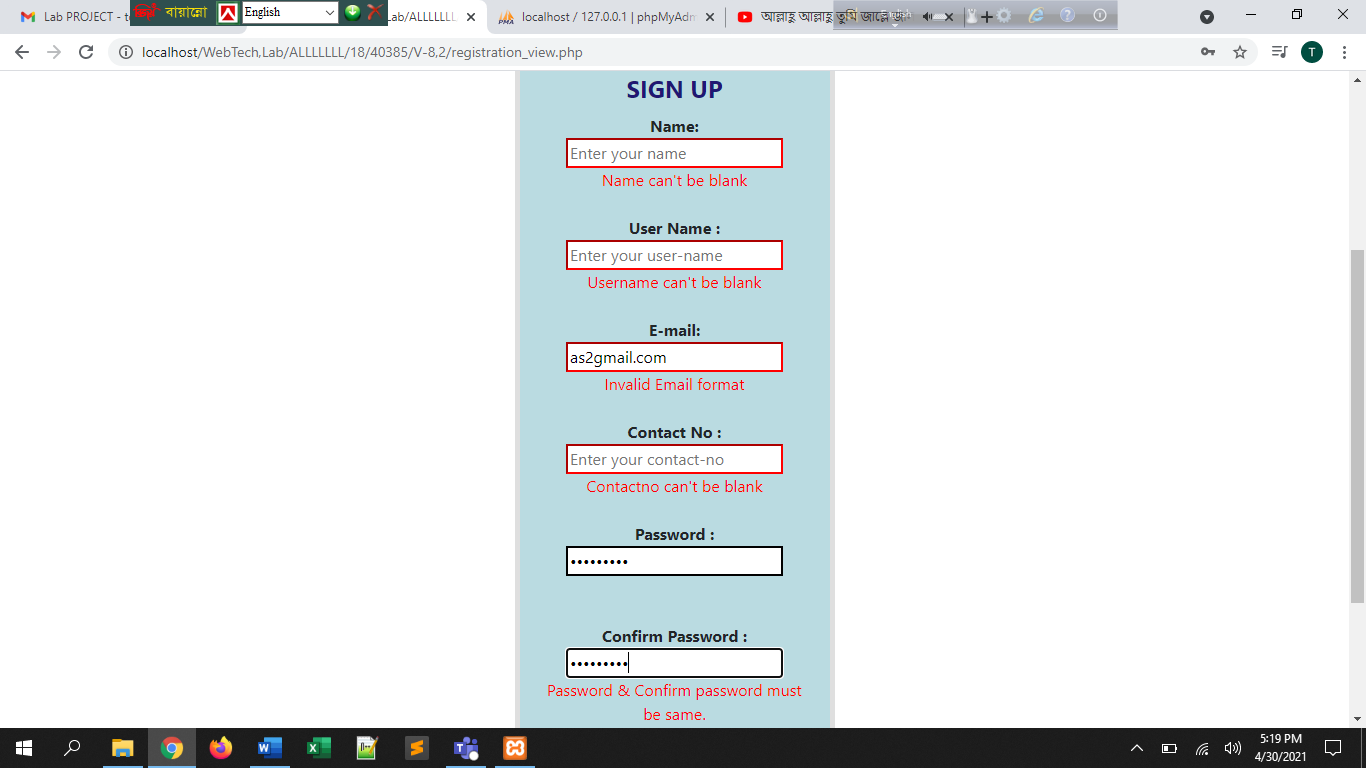 Lab PROJECT - t
বায়ান্নো
English
Lab/ALLLLLLL
localhost / 127.0.0.1 | phpMyAdm
আল্লাহু আল্লাহু তুমি জাল্লে
English
localhost/WebTech,Lab/ALLLLLLL/18/40385/V-8,2/registration_view.php
T
SIGN UP
Name:
Enter your name
Name can't be blank
User Name :
Enter your user-name
Username can't be blank
E-mail:
as2gmail.com
Invalid Email format
Contact No :
Enter your contact-no
Contactno can't be blank
Password :
Confirm Password :
Password & Confirm password must
be same.
5:19 PM
4/30/2021